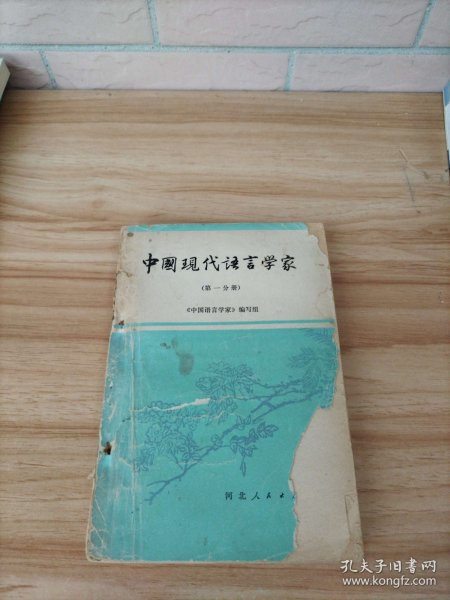 中國現代語言学家
(第一分册)
《中国语言学家》编写组
河北人民出
孔夫子旧书网
www.kongfz.com